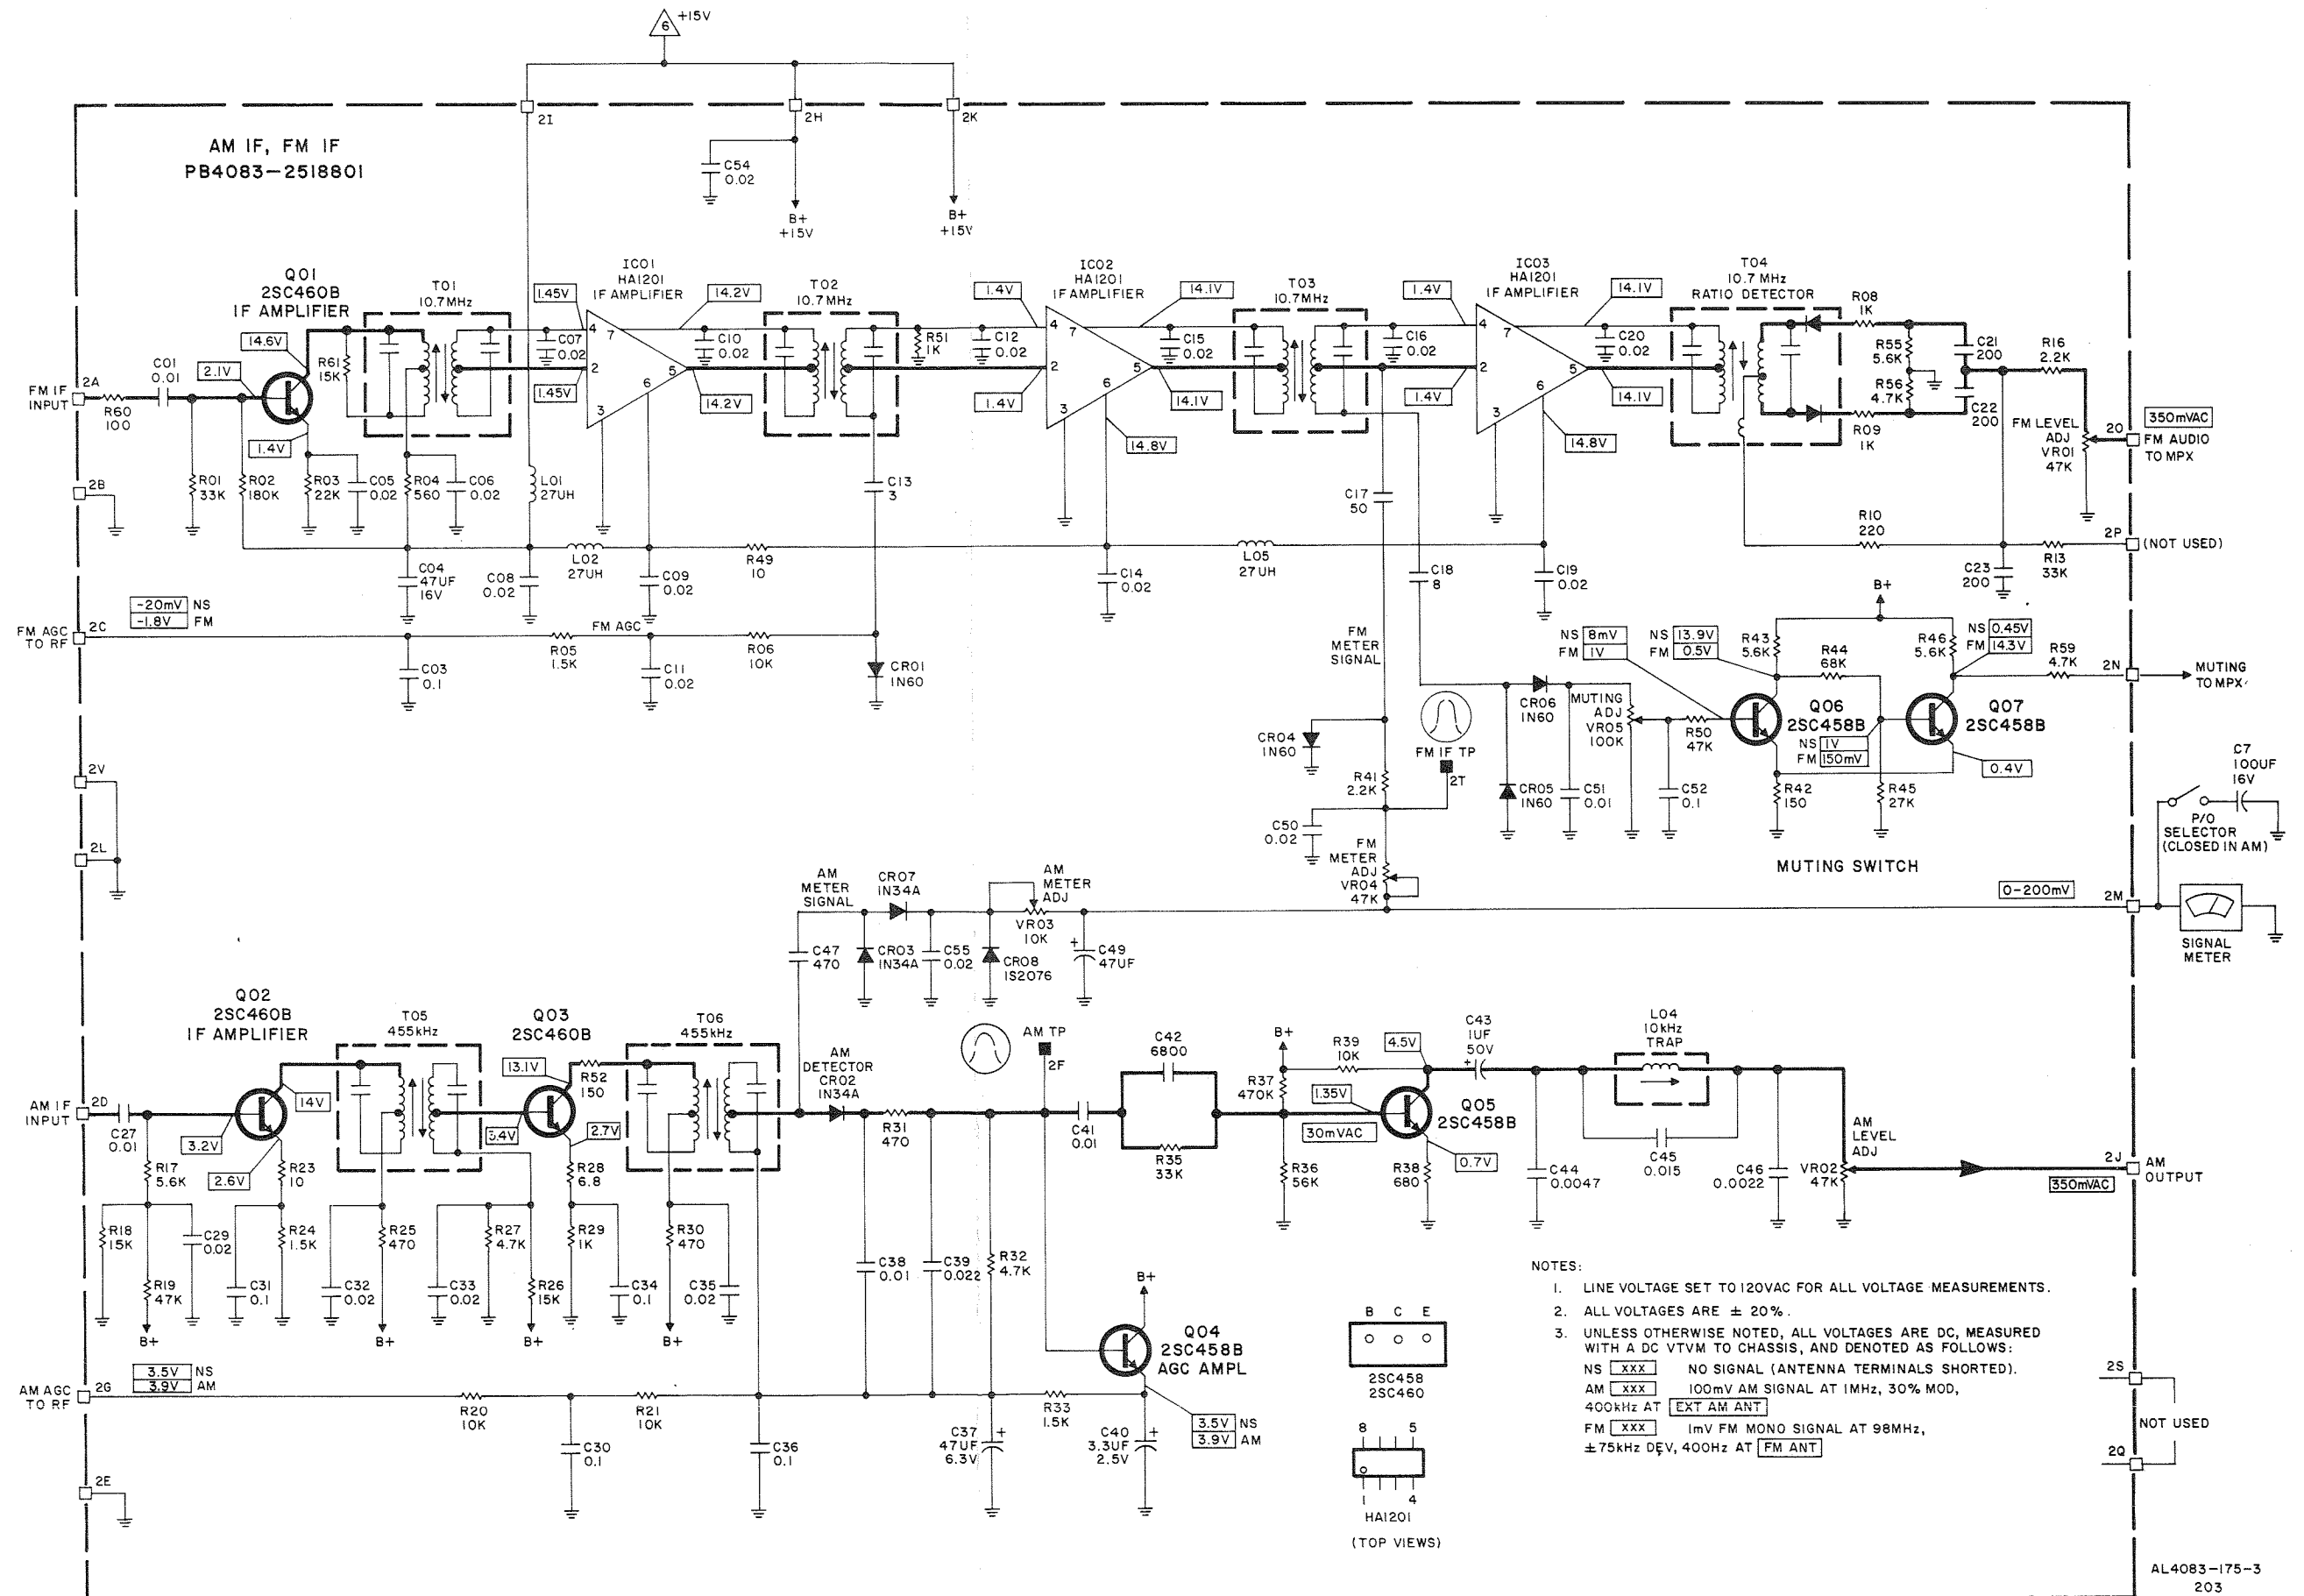 6 +15V
2I
2H
2K
AM IF, FM IF
PB4083-2518801
C54
0.02
B+
+15V
B+
+15V
Q01
2SC460B
IF AMPLIFIER
T01
10.7MHz
IC01
HA1201
IF AMPLIFIER
T02
10.7MHz
IC02
HA1201
IF AMPLIFIER
T03
10.7MHz
IC03
HA1201
IF AMPLIFIER
T04
10.7 MHz
RATIO DETECTOR
14.6V
2.1V
1.4V
R61
15K
1.45V
1.45V
C07
0.02
4
7
2
6
5
3
14.2V
14.2V
C10
0.02
R51
1K
C12
0.02
1.4V
1.4V
4
7
2
6
5
3
14.1V
14.1V
14.8V
C15
0.02
C16
0.02
1.4V
1.4V
4
7
2
6
5
3
14.1V
14.1V
14.8V
C20
0.02
R08
1K
R55
5.6K
R56
4.7K
R09
1K
C21
200
C22
200
R16
2.2K
FM LEVEL
ADJ
VR01
47K
2O
350mVAC
FM AUDIO
TO MPX
FM IF
INPUT
2A
R60
100
C01
0.01
2B
R01
33K
R02
180K
R03
22K
C05
0.02
R04
560
C06
0.02
L01
27UH
C13
3
C17
50
R10
220
2P
(NOT USED)
R13
33K
C23
200
C04
47UF
16V
C08
0.02
L02
27UH
C09
0.02
R49
10
C14
0.02
L05
27UH
C18
8
C19
0.02
FM AGC
TO RF
2C
-20mV NS
-1.8V FM
C03
0.1
R05
1.5K
FM AGC
C11
0.02
R06
10K
CR01
1N60
FM
METER
SIGNAL
CR04
1N60
R41
2.2K
C50
0.02
FM IF TP
2T
FM
METER
ADJ
VR04
47K
CR06
1N60
CR05
1N60
C51
0.01
MUTING
ADJ
VR05
100K
C52
0.1
R50
47K
NS 8mV
FM 1V
NS 13.9V
FM 0.5V
B+
R43
5.6K
R44
68K
R46
5.6K
NS 0.45V
FM 14.3V
R59
4.7K
2N
MUTING
TO MPX
Q06
2SC458B
Q07
2SC458B
NS 1V
FM 150mV
0.4V
R42
150
R45
27K
MUTING SWITCH
C7
100UF
16V
P/O
SELECTOR
(CLOSED IN AM)
0-200mV
2M
SIGNAL
METER
2V
2L
AM
METER
SIGNAL
CR07
1N34A
AM
METER
ADJ
VR03
10K
C47
470
CR03
1N34A
C55
0.02
CR08
1S2076
+
C49
47UF
Q02
2SC460B
IF AMPLIFIER
T05
455kHz
Q03
2SC460B
T06
455kHz
AM
DETECTOR
CR02
1N34A
AM TP
2F
C42
6800
B+
R39
10K
4.5V
C43
1UF
50V
+
L04
10kHz
TRAP
AM IF
INPUT
2D
C27
0.01
3.2V
14V
2.6V
13.1V
R52
150
3.4V
2.7V
R31
470
C41
0.01
R35
33K
R37
470K
1.35V
30mVAC
Q05
2SC458B
0.7V
C45
0.015
AM
LEVEL
ADJ
VR02
47K
2J
AM
OUTPUT
350mVAC
R17
5.6K
R23
10
R28
6.8
R36
56K
R38
680
C44
0.0047
C46
0.0022
R18
15K
C29
0.02
R24
1.5K
R25
470
R27
4.7K
R29
1K
R30
470
C38
0.01
C39
0.022
R32
4.7K
R19
47K
C31
0.1
C32
0.02
C33
0.02
R26
15K
C34
0.1
C35
0.02
B+
B+
B+
B+
B+
Q04
2SC458B
AGC AMPL
AM AGC
TO RF
2G
3.5V NS
3.9V AM
R20
10K
R21
10K
R33
1.5K
C30
0.1
C36
0.1
C37
47UF
6.3V
+
C40
3.3UF
2.5V
+
3.5V NS
3.9V AM
2E
B C E
2SC458
2SC460
8 5
1 4
HA1201
(TOP VIEWS)
NOTES:
1. LINE VOLTAGE SET TO 120VAC FOR ALL VOLTAGE MEASUREMENTS.
2. ALL VOLTAGES ARE ± 20%.
3. UNLESS OTHERWISE NOTED, ALL VOLTAGES ARE DC, MEASURED
WITH A DC VTVM TO CHASSIS, AND DENOTED AS FOLLOWS:
NS XXX NO SIGNAL (ANTENNA TERMINALS SHORTED).
AM XXX 100mV AM SIGNAL AT 1MHz, 30% MOD,
400kHz AT EXT AM ANT
FM XXX 1mV FM MONO SIGNAL AT 98MHz,
±75kHz DEV, 400Hz AT FM ANT
2S
NOT USED
2Q
AL4083-175-3
203